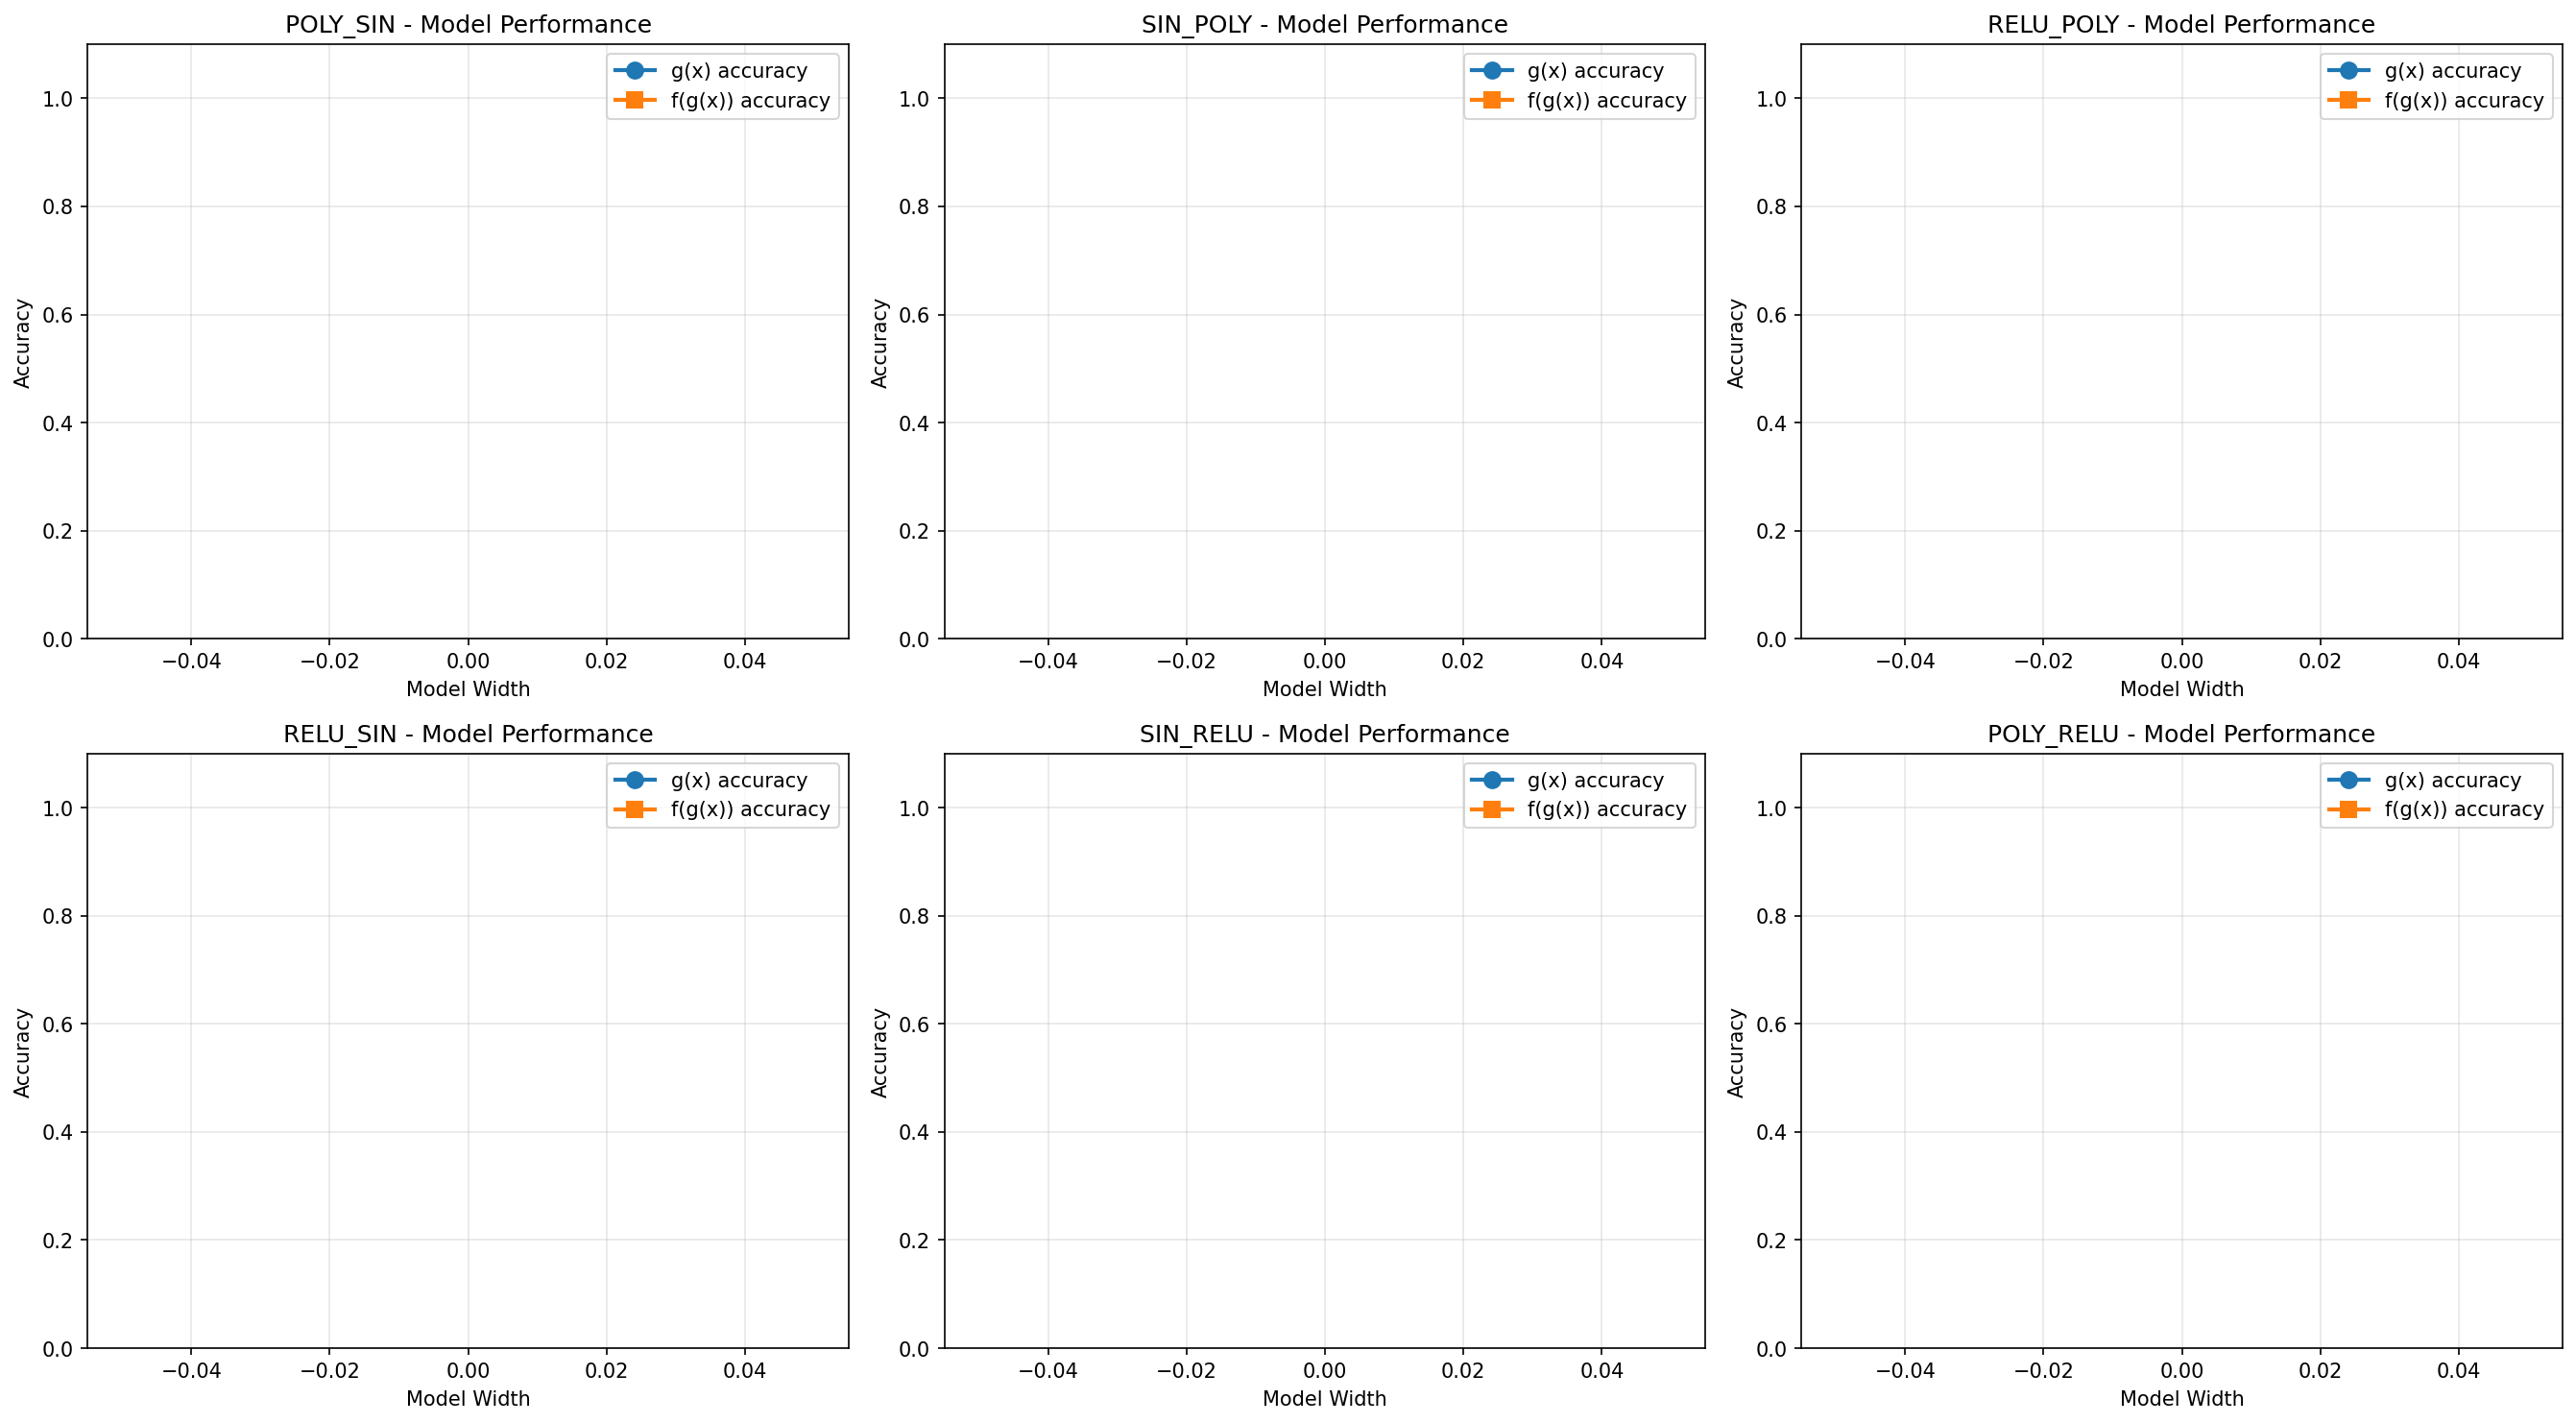 POLY_SIN - Model Performance
g(x) accuracy
f(g(x)) accuracy
Accuracy
1.0
0.8
0.6
0.4
0.2
0.0
−0.04 −0.02 0.00 0.02 0.04
Model Width
SIN_POLY - Model Performance
g(x) accuracy
f(g(x)) accuracy
Accuracy
1.0
0.8
0.6
0.4
0.2
0.0
−0.04 −0.02 0.00 0.02 0.04
Model Width
RELU_POLY - Model Performance
g(x) accuracy
f(g(x)) accuracy
Accuracy
1.0
0.8
0.6
0.4
0.2
0.0
−0.04 −0.02 0.00 0.02 0.04
Model Width
RELU_SIN - Model Performance
g(x) accuracy
f(g(x)) accuracy
Accuracy
1.0
0.8
0.6
0.4
0.2
0.0
−0.04 −0.02 0.00 0.02 0.04
Model Width
SIN_RELU - Model Performance
g(x) accuracy
f(g(x)) accuracy
Accuracy
1.0
0.8
0.6
0.4
0.2
0.0
−0.04 −0.02 0.00 0.02 0.04
Model Width
POLY_RELU - Model Performance
g(x) accuracy
f(g(x)) accuracy
Accuracy
1.0
0.8
0.6
0.4
0.2
0.0
−0.04 −0.02 0.00 0.02 0.04
Model Width